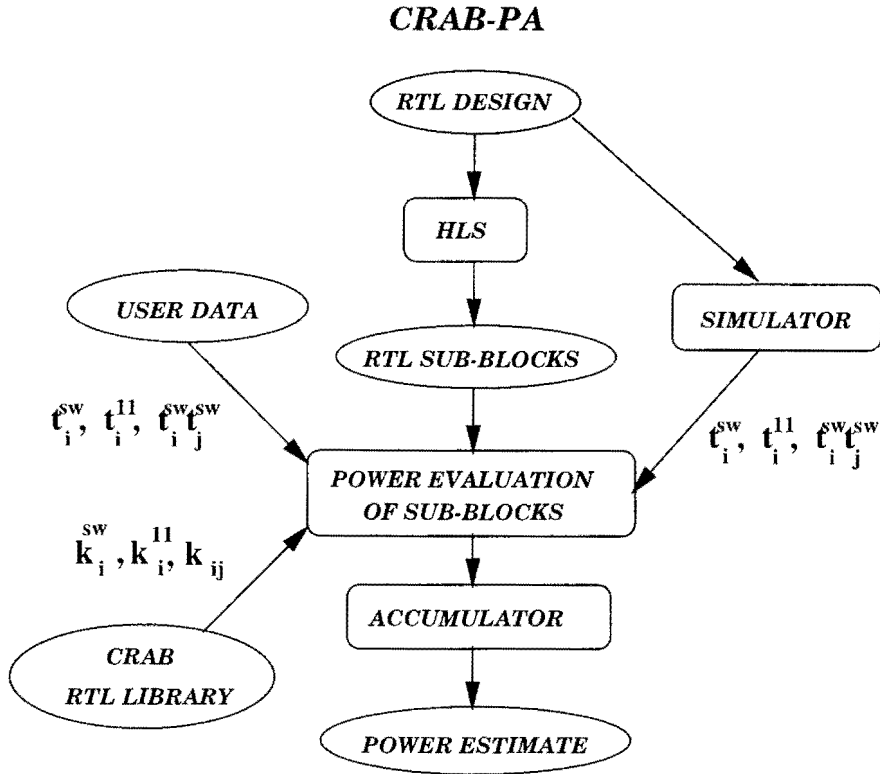 CRAB-PA
RTL DESIGN
HLS
USER DATA
SIMULATOR
RTL SUB-BLOCKS
t_i^sw, t_i^11, t_i^sw t_j^sw
t_i^sw, t_i^11, t_i^sw t_j^sw
POWER EVALUATION
OF SUB-BLOCKS
k_i^sw, k_i^11, k_ij
ACCUMULATOR
CRAB
RTL LIBRARY
POWER ESTIMATE